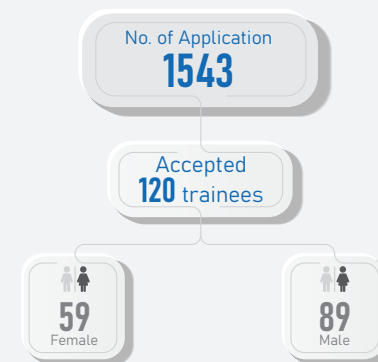 No. of Application
1543
Accepted
120 trainees
59
Female
89
Male